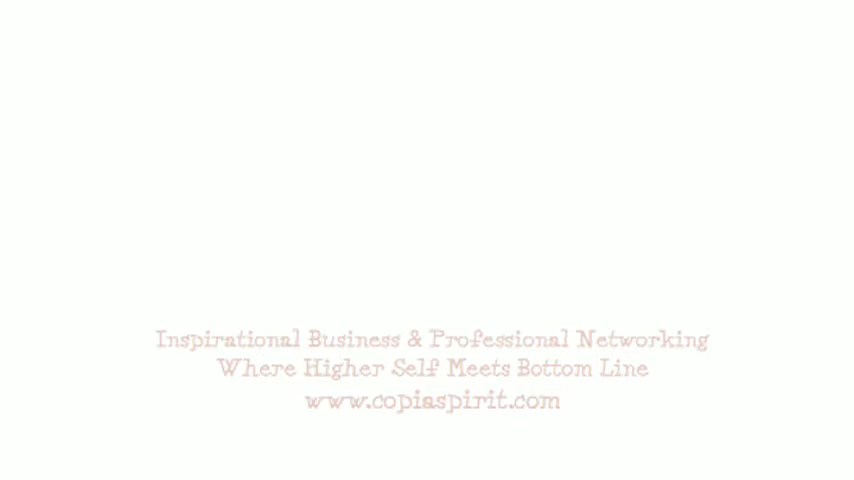 Inspirational Business & Professional Networking
Where Higher Self Meets Bottom Line
www.copiaspirit.com